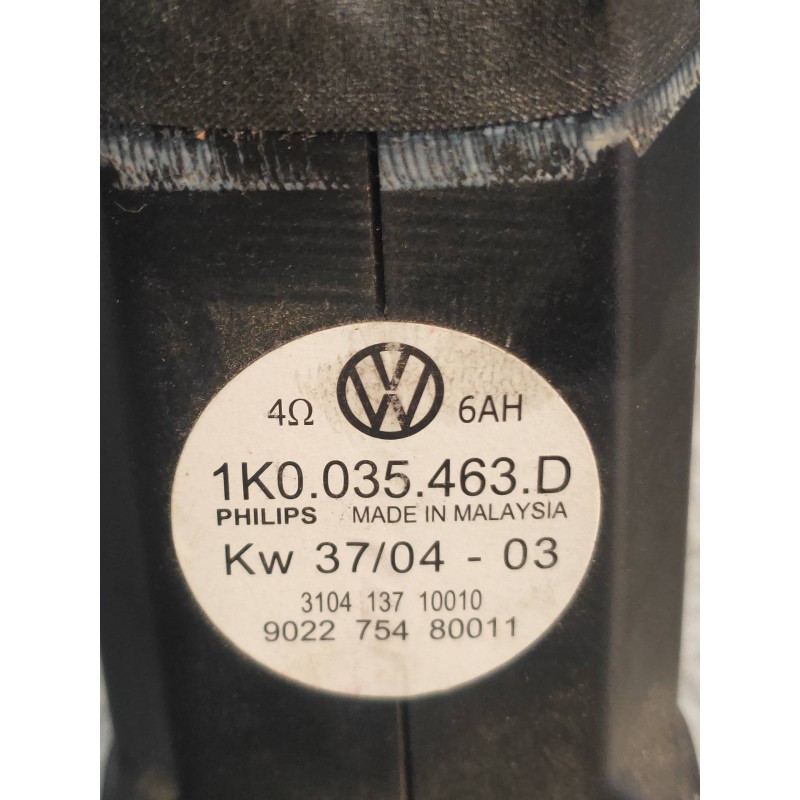 4Ω 6AH
1K0.035.463.D
PHILIPS MADE IN MALAYSIA
Kw 37/04 - 03
3104 137 10010
9022 754 80011